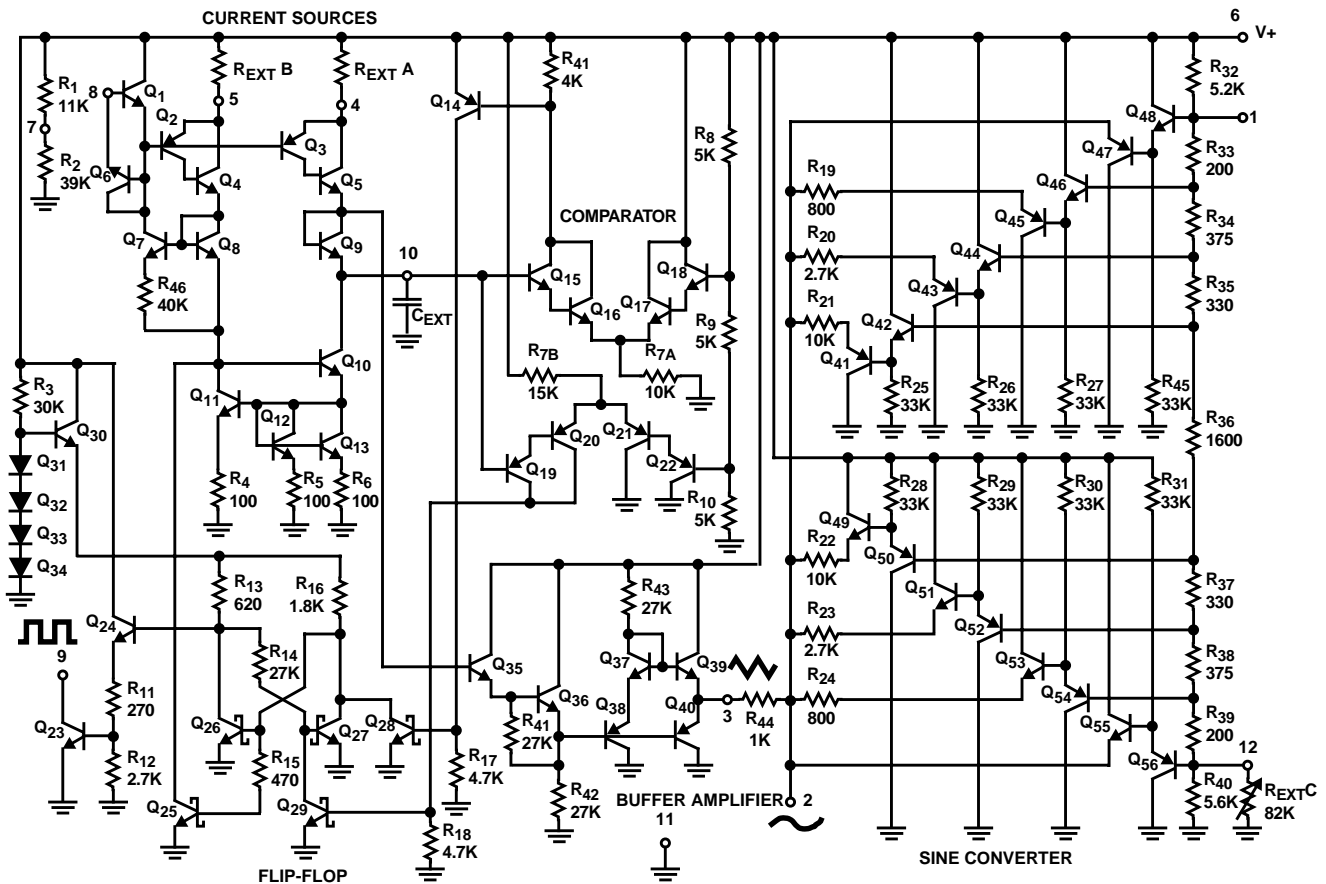 CURRENT SOURCES
6
V+
R1
11K
8
Q1
REXT B
5
REXT A
4
7
R2
39K
Q2
Q6
Q3
Q4
Q5
Q7
Q8
Q9
R46
40K
10
CEXT
Q10
Q11
Q12
Q13
R4
100
R5
100
R6
100
R41
4K
Q14
R8
5K
COMPARATOR
Q15
Q16
Q17
Q18
R9
5K
R7B
15K
R7A
10K
Q19
Q20
Q21
Q22
R10
5K
R32
5.2K
1
Q48
Q47
R33
200
R19
800
Q46
Q45
R34
375
R20
2.7K
Q44
Q43
R35
330
R21
10K
Q42
Q41
R25
33K
R26
33K
R27
33K
R45
33K
R36
1600
R3
30K
Q30
Q31
Q32
Q33
Q34
R13
620
R16
1.8K
Q24
9
R14
27K
R11
270
Q23
Q26
Q27
Q28
R12
2.7K
R15
470
Q25
Q29
R17
4.7K
R18
4.7K
FLIP-FLOP
R43
27K
Q35
Q36
Q37
Q39
R41
27K
Q38
Q40
3
R44
1K
R42
27K
BUFFER AMPLIFIER
2
11
R28
33K
R29
33K
R30
33K
R31
33K
Q49
R22
10K
Q50
Q51
R37
330
R23
2.7K
Q52
Q53
R38
375
R24
800
Q54
Q55
R39
200
12
Q56
R40
5.6K
REXTC
82K
SINE CONVERTER